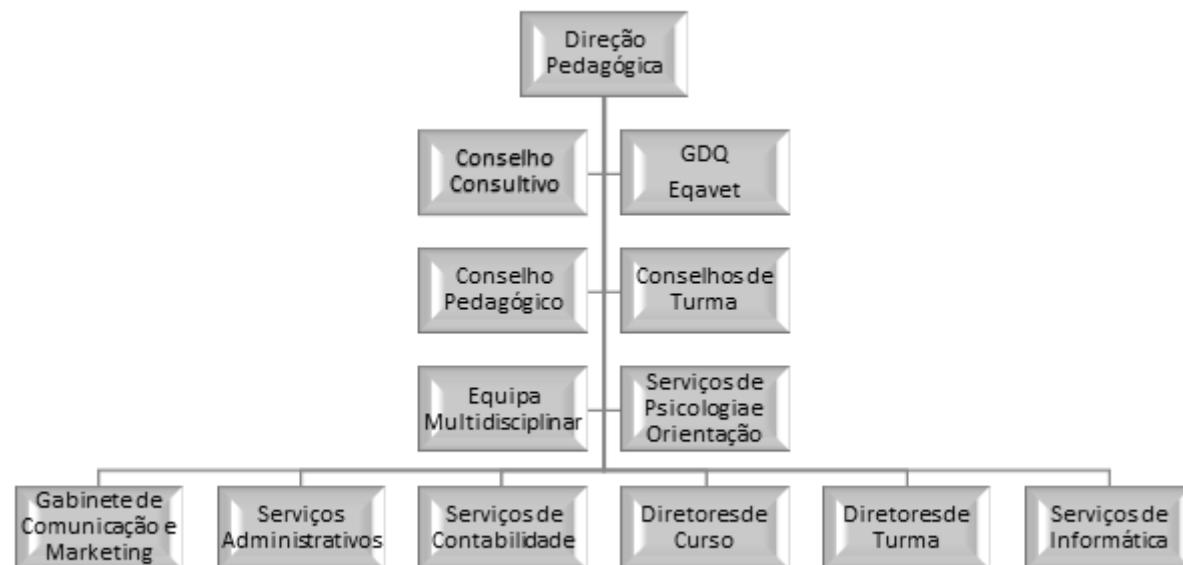 Direção
Pedagógica
Conselho
Consultivo
GDQ
Eqavet
Conselho
Pedagógico
Conselhos de
Turma
Equipa
Multidisciplinar
Serviços de
Psicologia e
Orientação
Gabinete de
Comunicação e
Marketing
Serviços
Administrativos
Serviços de
Contabilidade
Diretores de
Curso
Diretores de
Turma
Serviços de
Informática